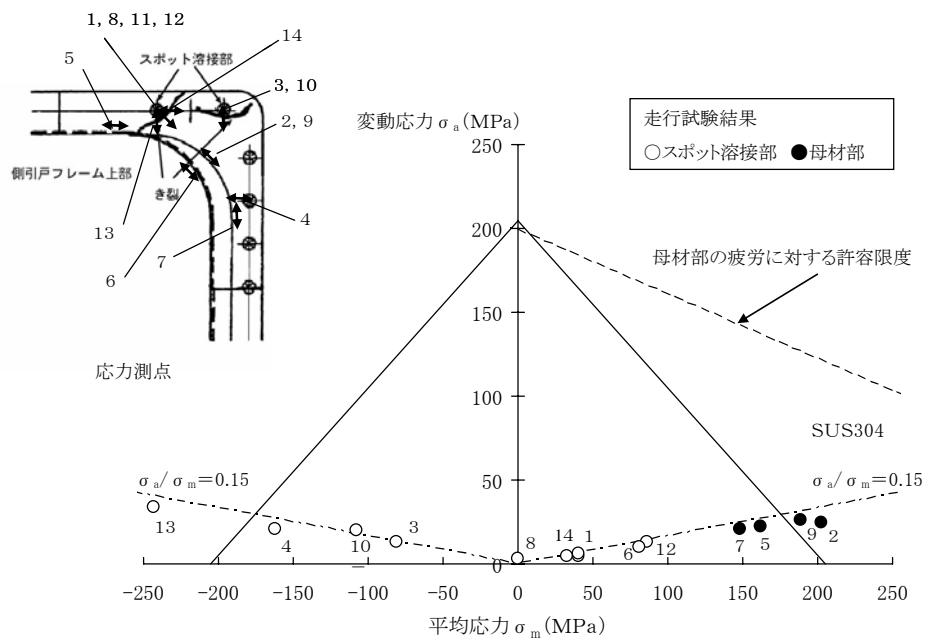 1, 8, 11, 12
14
5
スポット溶接部
3, 10
2, 9
側引戸フレーム上部
き裂
4
13
7
6
応力測点
変動応力σa(MPa)
走行試験結果
○スポット溶接部 ●母材部
250
200
150
100
50
0
母材部の疲労に対する許容限度
SUS304
σa/σm=0.15
σa/σm=0.15
13
4
10
3
8
14
1
6
12
7
5
9
2
-250 -200 -150 -100 -50 0 50 100 150 200 250
平均応力σm(MPa)